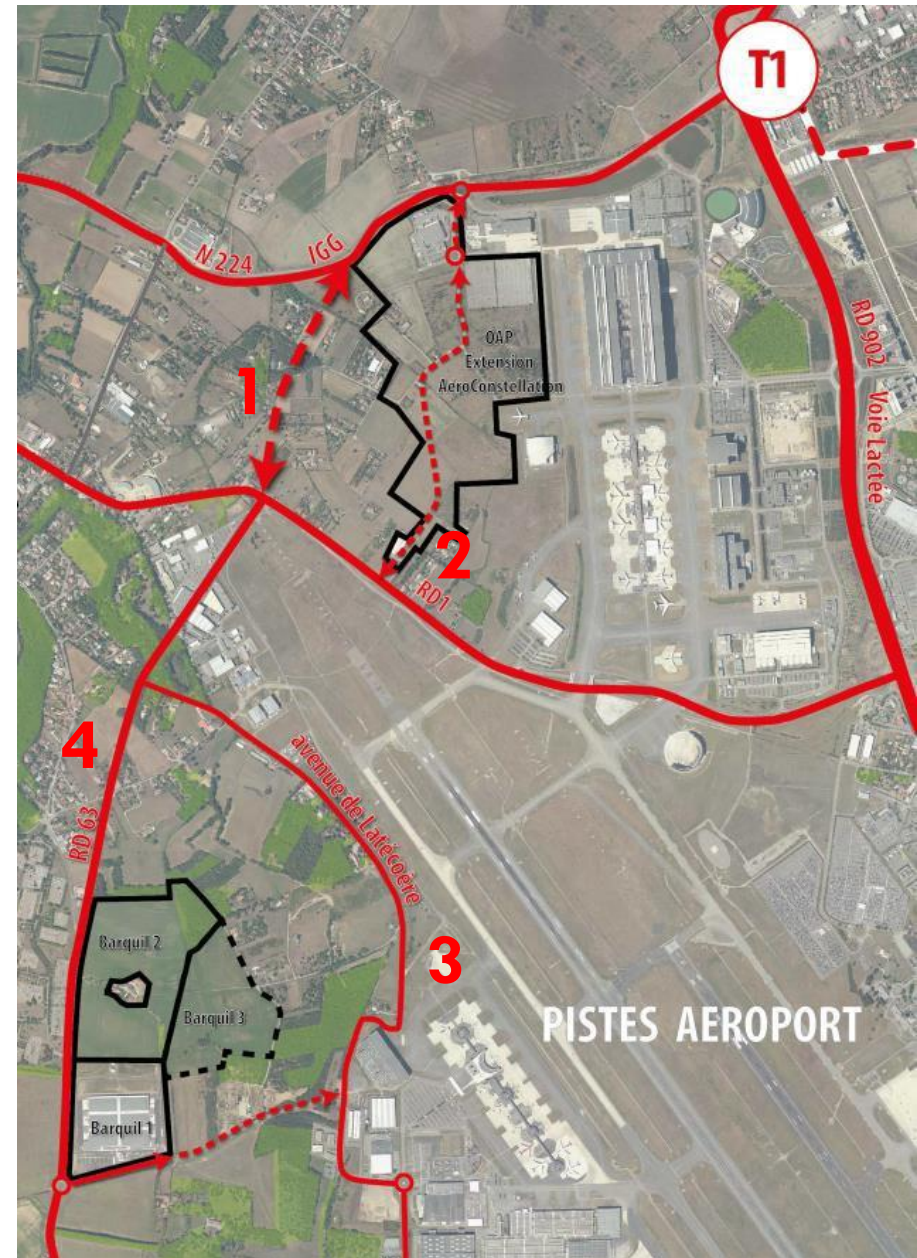 T1
N 224
IGG
1
OAP
Extension
AeroConstellation
RD 902 Voie Lactée
2
RD1
4
RD 63
avenue de Latécoère
Barquil 2
3
Barquil 3
PISTES AEROPORT
Barquil 1